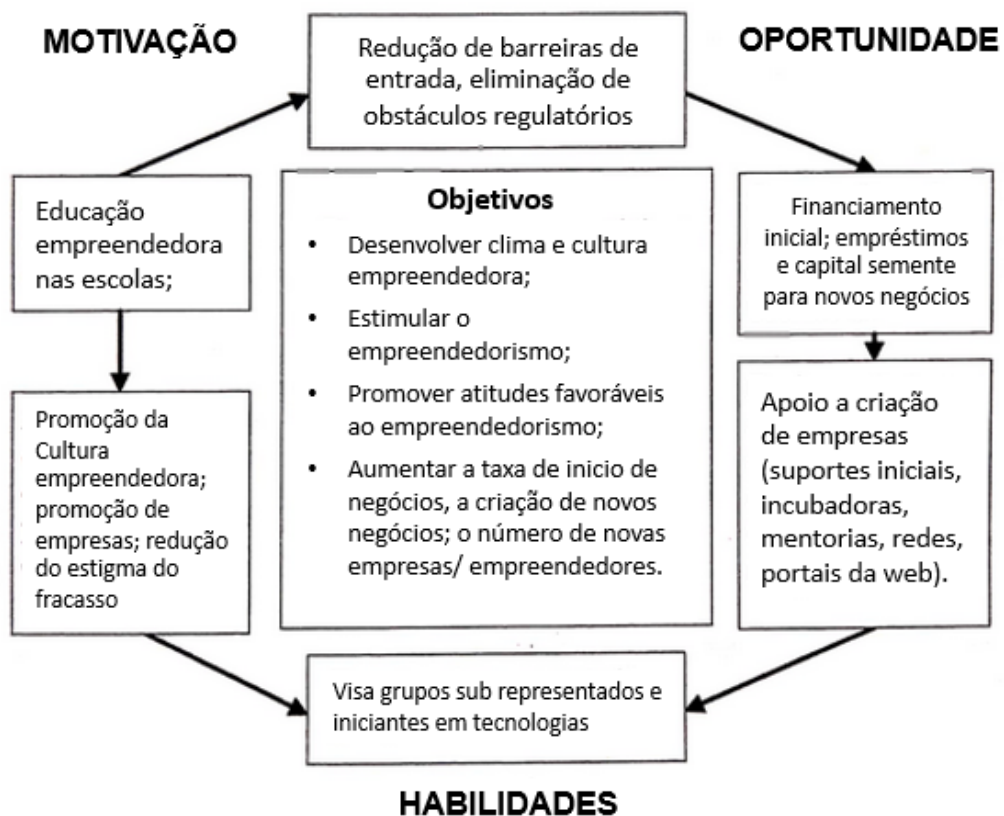 MOTIVAÇÃO
Redução de barreiras de
entrada, eliminação de
obstáculos regulatórios
OPORTUNIDADE
Educação
empreendedora
nas escolas;
Objetivos
• Desenvolver clima e cultura
empreendedora;
• Estimular o
empreendedorismo;
• Promover atitudes favoráveis
ao empreendedorismo;
• Aumentar a taxa de inicio de
negócios, a criação de novos
negócios; o número de novas
empresas/ empreendedores.
Financiamento
inicial; empréstimos
e capital semente
para novos negócios
Promoção da
Cultura
empreendedora;
promoção de
empresas; redução
do estigma do
fracasso
Apoio a criação
de empresas
(suportes iniciais,
incubadoras,
mentorias, redes,
portais da web).
Visa grupos sub representados e
iniciantes em tecnologias
HABILIDADES